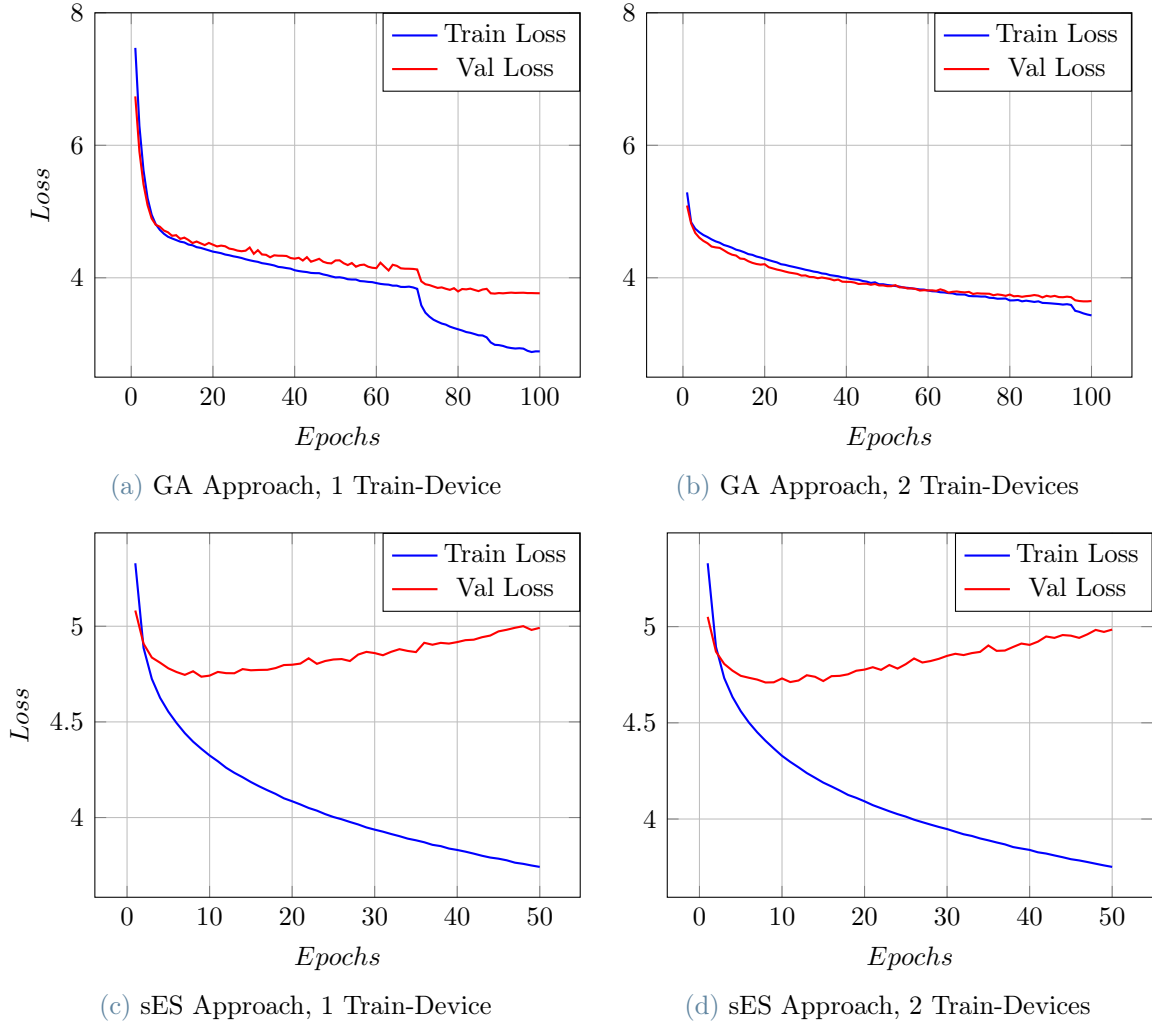 8
6
4
Loss
0 20 40 60 80 100
Epochs
Train Loss
Val Loss
(a) GA Approach, 1 Train-Device
8
6
4
0 20 40 60 80 100
Epochs
Train Loss
Val Loss
(b) GA Approach, 2 Train-Devices
5
4.5
4
Loss
0 10 20 30 40 50
Epochs
Train Loss
Val Loss
(c) sES Approach, 1 Train-Device
5
4.5
4
0 10 20 30 40 50
Epochs
Train Loss
Val Loss
(d) sES Approach, 2 Train-Devices